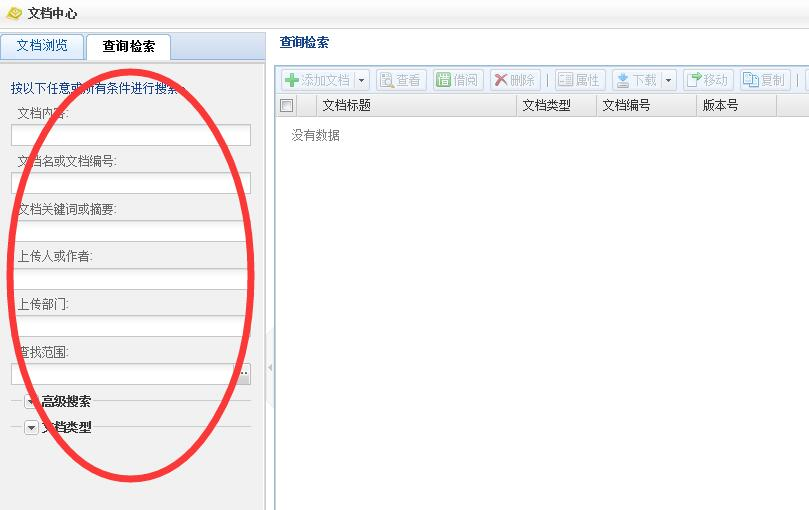 文档中心
文档浏览
查询检索
按以下任意或所有条件进行搜索。
文档内容:
文档名或文档编号:
文档关键词或摘要:
上传人或作者:
上传部门:
查找范围:
高级搜索
文档类型
查询检索
添加文档 查看 借阅 删除 属性 下载 移动 复制
文档标题 文档类型 文档编号 版本号
没有数据